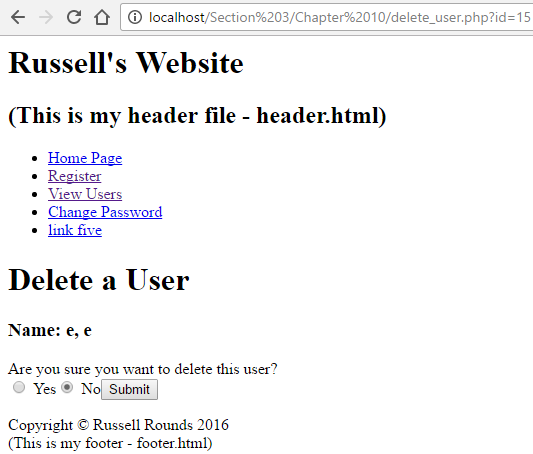 localhost/Section%203/Chapter%2010/delete_user.php?id=15
Russell's Website
(This is my header file - header.html)
Home Page
Register
View Users
Change Password
link five
Delete a User
Name: e, e
Are you sure you want to delete this user?
Yes No Submit
Copyright © Russell Rounds 2016
(This is my footer - footer.html)